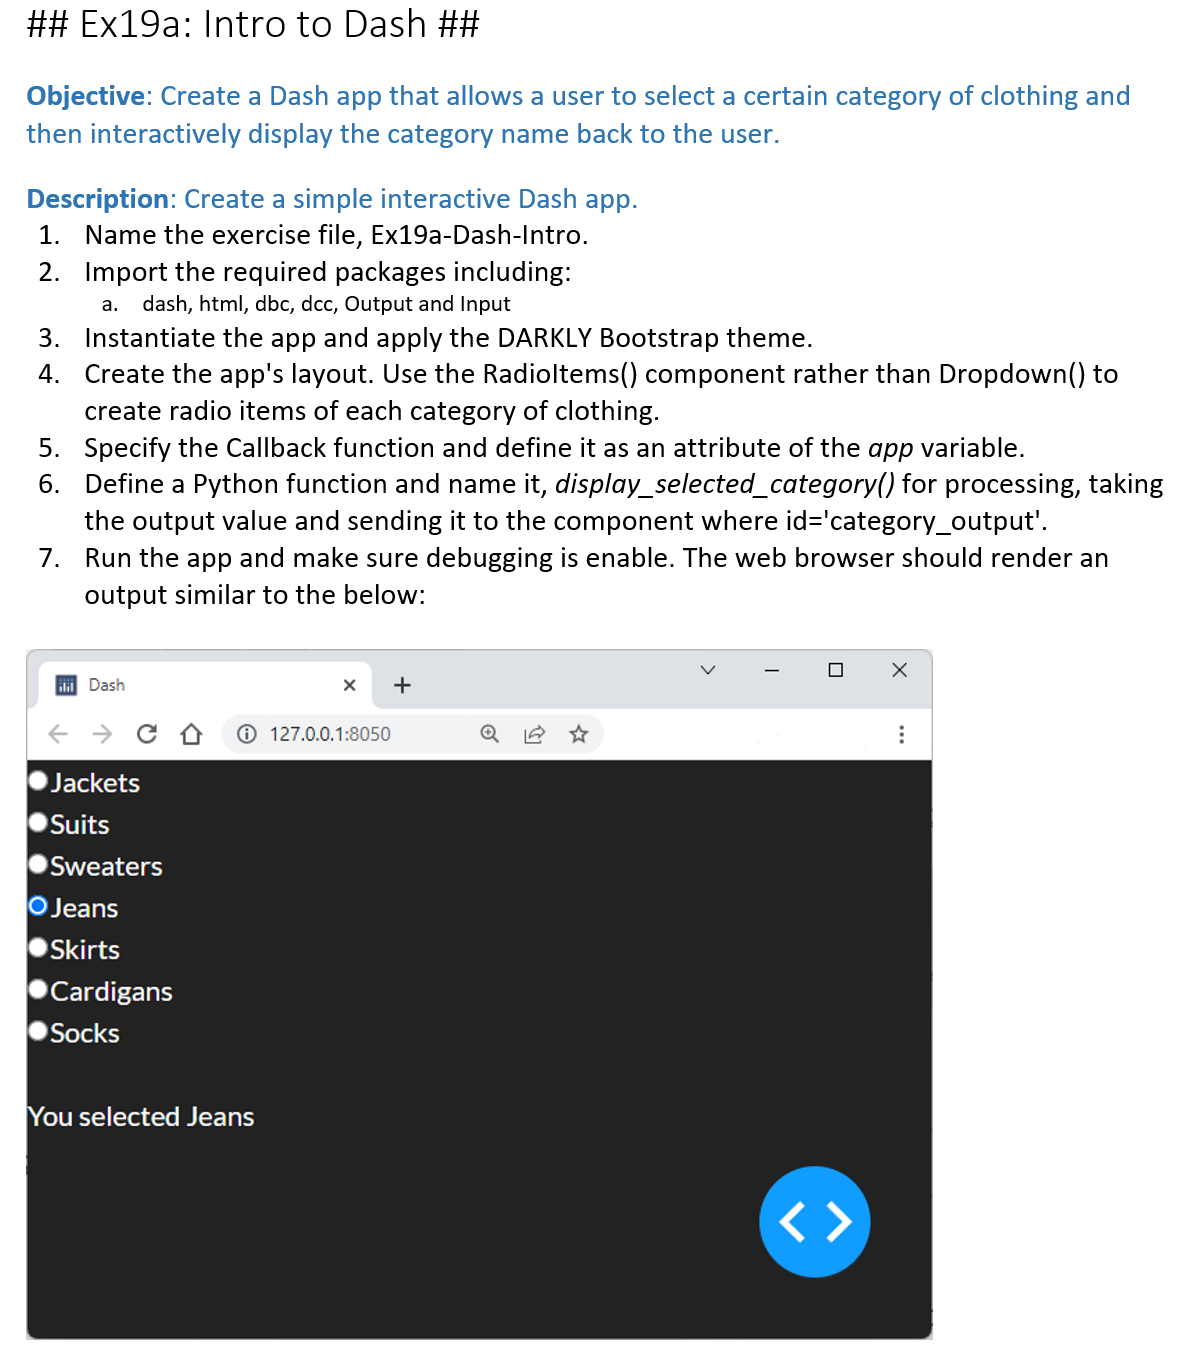 ## Ex19a: Intro to Dash ##
Objective: Create a Dash app that allows a user to select a certain category of clothing and
then interactively display the category name back to the user.
Description: Create a simple interactive Dash app.
1. Name the exercise file, Ex19a-Dash-Intro.
2. Import the required packages including:
a. dash, html, dbc, dcc, Output and Input
3. Instantiate the app and apply the DARKLY Bootstrap theme.
4. Create the app's layout. Use the RadioItems() component rather than Dropdown() to
create radio items of each category of clothing.
5. Specify the Callback function and define it as an attribute of the app variable.
6. Define a Python function and name it, display_selected_category() for processing, taking
the output value and sending it to the component where id='category_output'.
7. Run the app and make sure debugging is enable. The web browser should render an
output similar to the below:
Dash
127.0.0.1:8050
Jackets
Suits
Sweaters
Jeans
Skirts
Cardigans
Socks
You selected Jeans